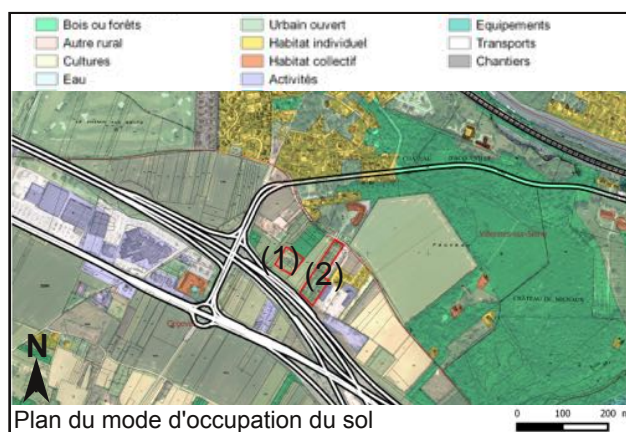 Bois ou forêts
Autre rural
Cultures
Eau
Urbain ouvert
Habitat individuel
Habitat collectif
Activités
Equipements
Transports
Chantiers
(1)
(2)
N
Plan du mode d'occupation du sol
0 100 200 m